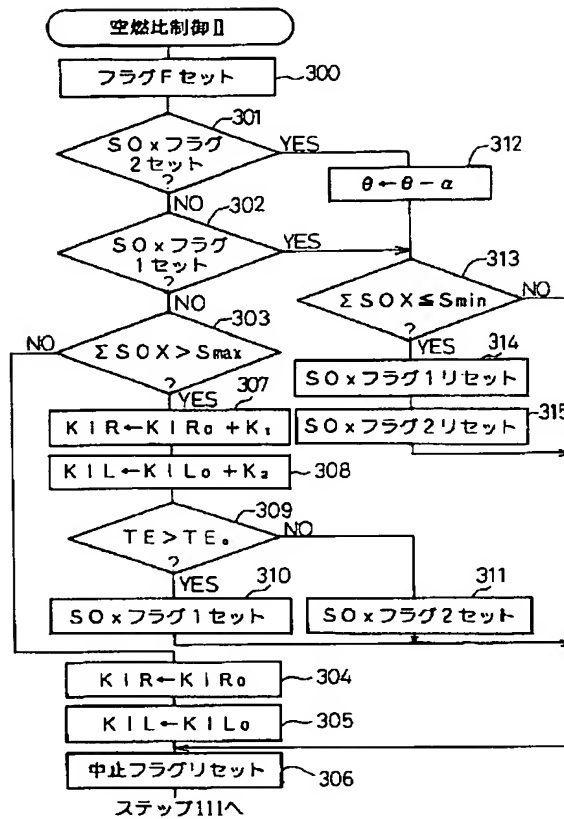 空燃比制御Ⅱ
フラグFセット
300
301
SOxフラグ
2セット
?
YES
312
θ←θ-α
NO
302
SOxフラグ
1セット
?
YES
313
ΣSOX≦Smin
?
NO
NO
303
NO
ΣSOX>Smax
?
YES
314
SOxフラグ1リセット
YES
307
KIR←KIR₀+K₁
315
SOxフラグ2リセット
KIL←KIL₀+K₂
308
309
TE>TE₀
?
NO
YES
310
SOxフラグ1セット
311
SOxフラグ2セット
KIR←KIR₀
304
KIL←KIL₀
305
中止フラグリセット
306
ステップ111へ